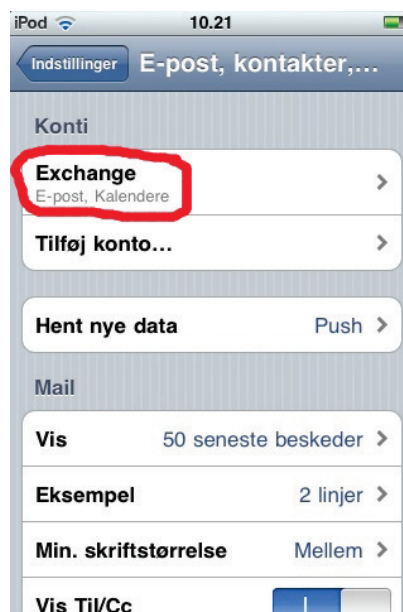 iPod 10.21
Indstillinger E-post, kontakter,...
Konti
Exchange
E-post, Kalendere
Tilføj konto...
Hent nye data Push
Mail
Vis 50 seneste beskeder
Eksempel 2 linjer
Min. skriftstørrelse Mellem
Vis Til/Cc